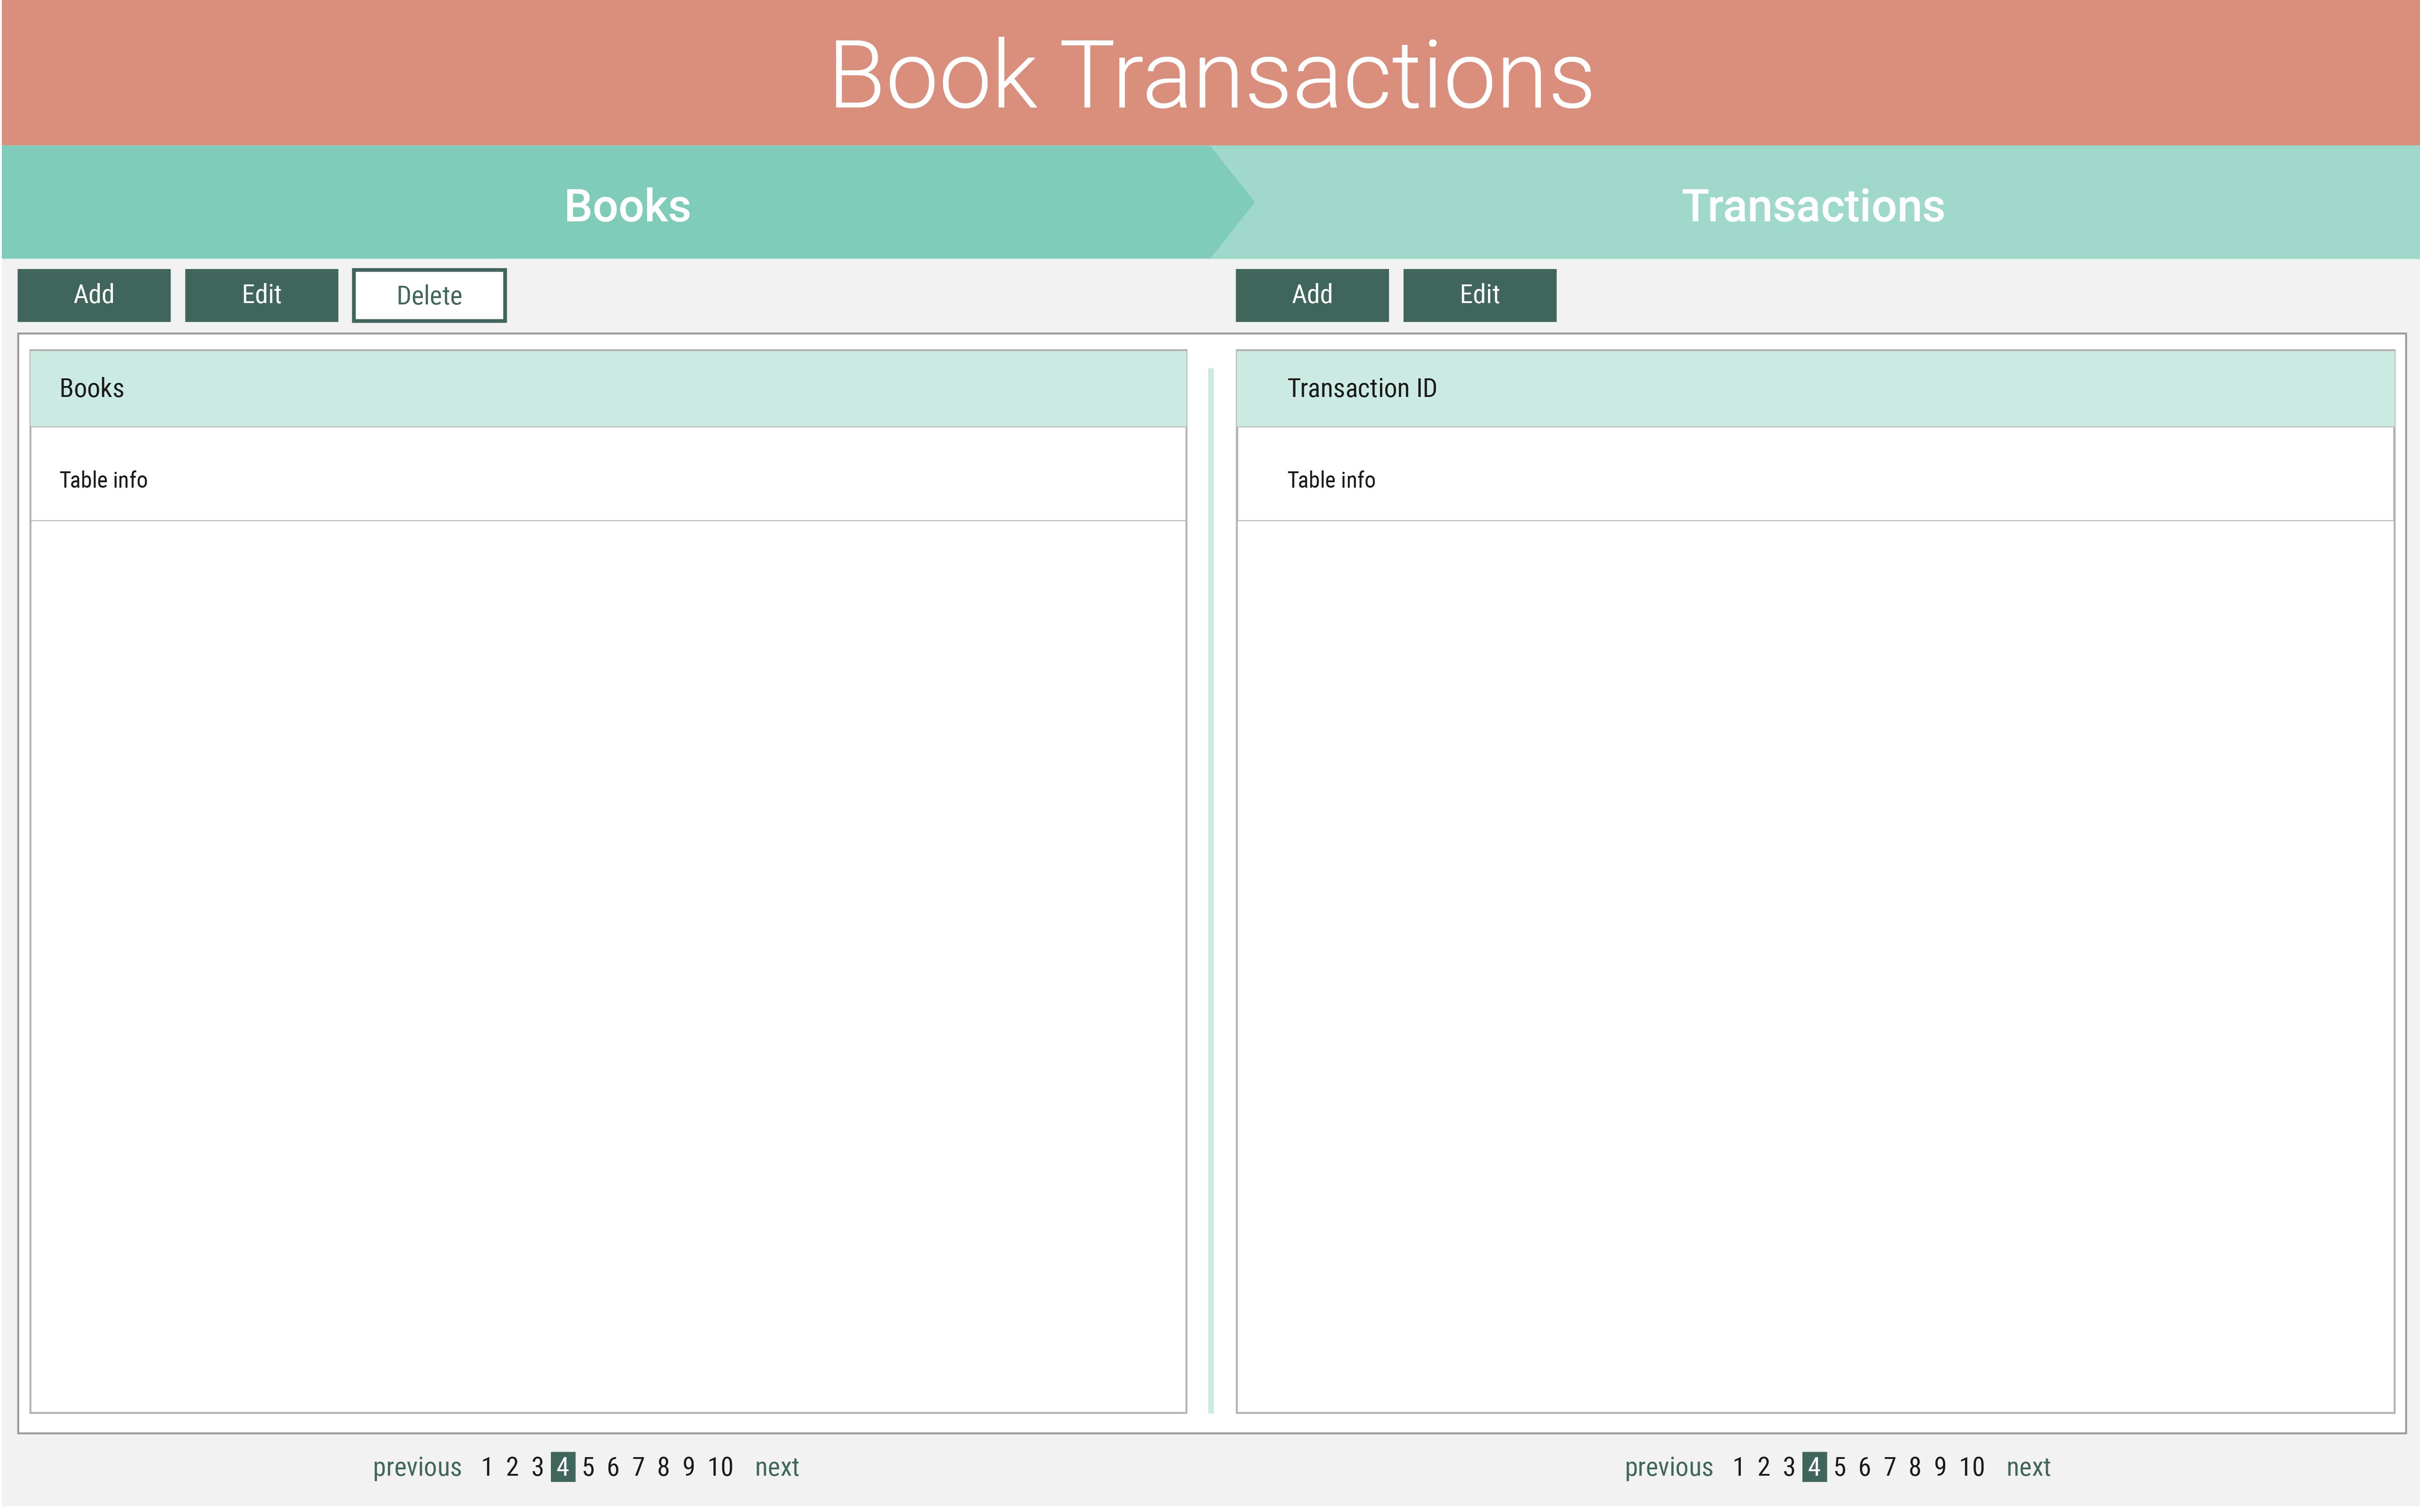 Book Transactions
Books
Transactions
Add Edit Delete
Add Edit
Books
Table info
Transaction ID
Table info
previous 1 2 3 4 5 6 7 8 9 10 next
previous 1 2 3 4 5 6 7 8 9 10 next